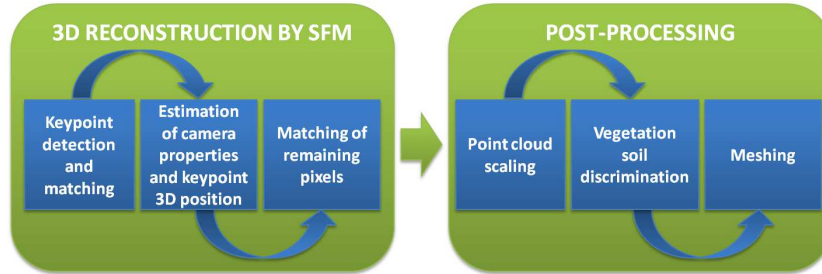 3D RECONSTRUCTION BY SFM
Keypoint
detection
and
matching
Estimation
of camera
properties
and keypoint
3D position
Matching of
remaining
pixels
POST-PROCESSING
Point cloud
scaling
Vegetation
soil
discrimination
Meshing